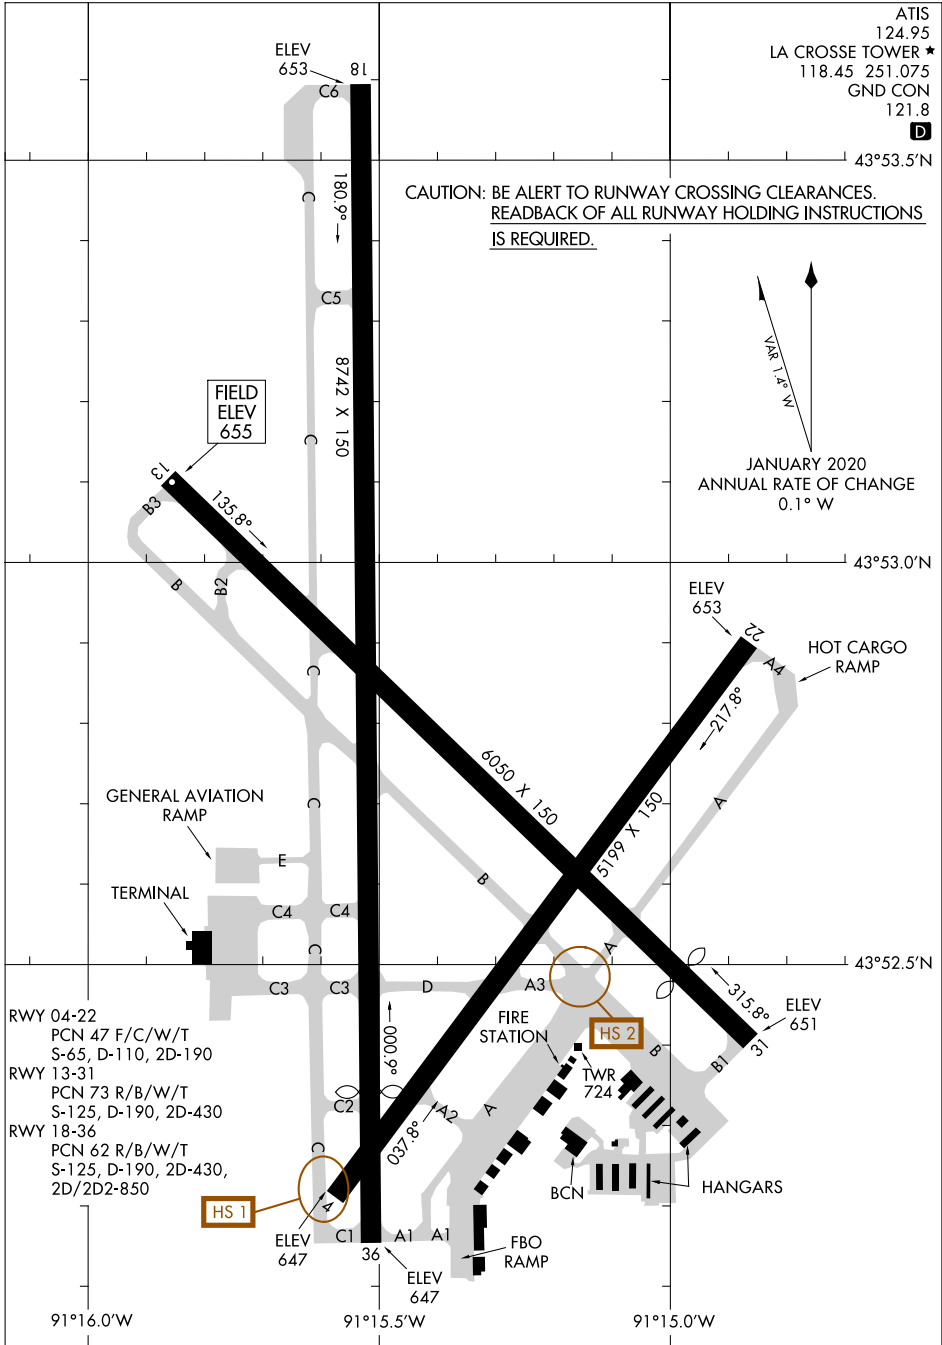 ATIS
124.95
LA CROSSE TOWER ★
118.45 251.075
GND CON
121.8
D
ELEV
653
18
C6
43°53.5'N
CAUTION: BE ALERT TO RUNWAY CROSSING CLEARANCES.
READBACK OF ALL RUNWAY HOLDING INSTRUCTIONS
IS REQUIRED.
C
180.9°
C5
VAR 1.4° W
8742 X 150
FIELD
ELEV
655
C
JANUARY 2020
ANNUAL RATE OF CHANGE
0.1° W
13
B3
135.8°
43°53.0'N
B
B2
ELEV
653
22
A4
HOT CARGO
RAMP
C
217.8°
6050 X 150
5199 X 150
A
GENERAL AVIATION
RAMP
C
E
B
TERMINAL
C4
C4
C
A
43°52.5'N
C3
C3
D
A3
315.8°
ELEV
651
31
RWY 04-22
PCN 47 F/C/W/T
S-65, D-110, 2D-190
RWY 13-31
PCN 73 R/B/W/T
S-125, D-190, 2D-430
RWY 18-36
PCN 62 R/B/W/T
S-125, D-190, 2D-430,
2D/2D2-850
000.9°
FIRE
STATION
HS 2
B
B1
TWR
724
C2
A2
A
037.8°
C
BCN
HANGARS
HS 1
4
ELEV
647
C1
36
A1
A1
ELEV
647
FBO
RAMP
91°16.0'W
91°15.5'W
91°15.0'W